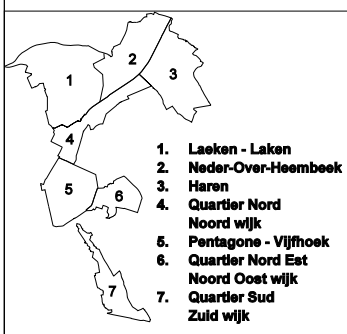 1
2
3
4
5
6
7
1. Laeken - Laken
2. Neder-Over-Heembeek
3. Haren
4. Quartier Nord
Noord wijk
5. Pentagone - Vijfhoek
6. Quartier Nord Est
Noord Oost wijk
7. Quartier Sud
Zuid wijk